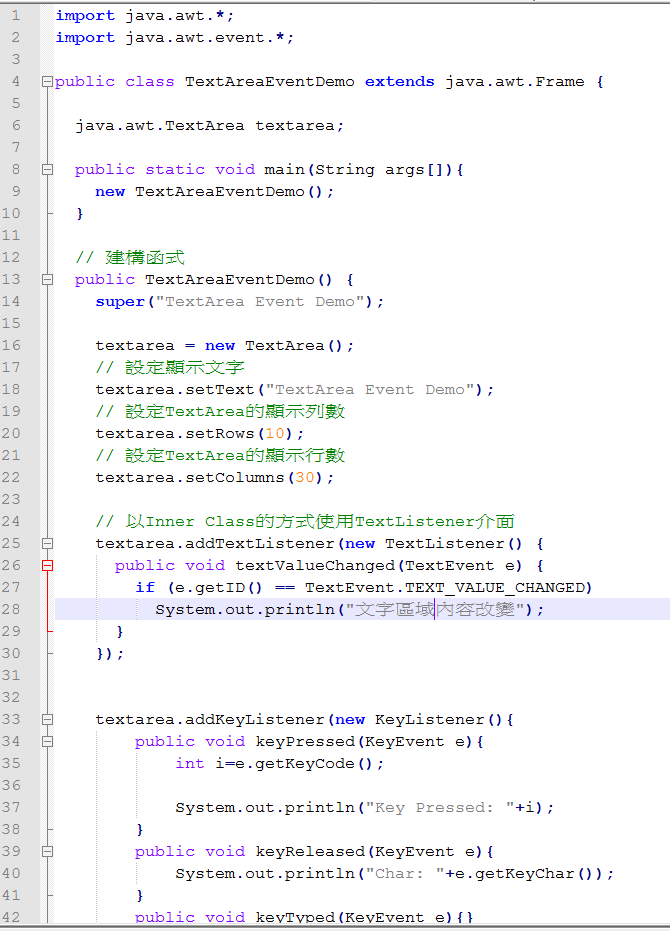 1 import java.awt.*;
2 import java.awt.event.*;
3
4 public class TextAreaEventDemo extends java.awt.Frame {
5
6 java.awt.TextArea textarea;
7
8 public static void main(String args[]){
9 new TextAreaEventDemo();
10 }
11
12 // 建構函式
13 public TextAreaEventDemo() {
14 super("TextArea Event Demo");
15
16 textarea = new TextArea();
17 // 設定顯示文字
18 textarea.setText("TextArea Event Demo");
19 // 設定TextArea的顯示列數
20 textarea.setRows(10);
21 // 設定TextArea的顯示行數
22 textarea.setColumns(30);
23
24 // 以Inner Class的方式使用TextListener介面
25 textarea.addTextListener(new TextListener() {
26 public void textValueChanged(TextEvent e) {
27 if (e.getID() == TextEvent.TEXT_VALUE_CHANGED)
28 System.out.println("文字區域內容改變");
29 }
30 });
31
32
33 textarea.addKeyListener(new KeyListener(){
34 public void keyPressed(KeyEvent e){
35 int i=e.getKeyCode();
36
37 System.out.println("Key Pressed: "+i);
38 }
39 public void keyReleased(KeyEvent e){
40 System.out.println("Char: "+e.getKeyChar());
41 }
42 public void keyTyped(KeyEvent e){}